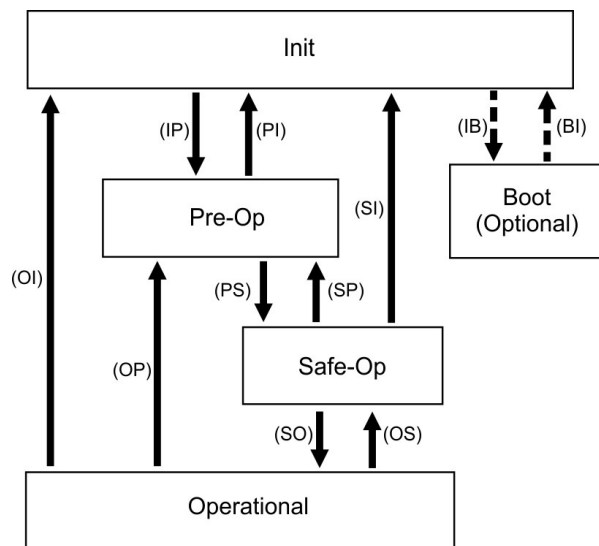 Init
(IP)
(PI)
(IB)
(BI)
Boot
(Optional)
Pre-Op
(SI)
(OI)
(PS)
(SP)
(OP)
Safe-Op
(SO)
(OS)
Operational